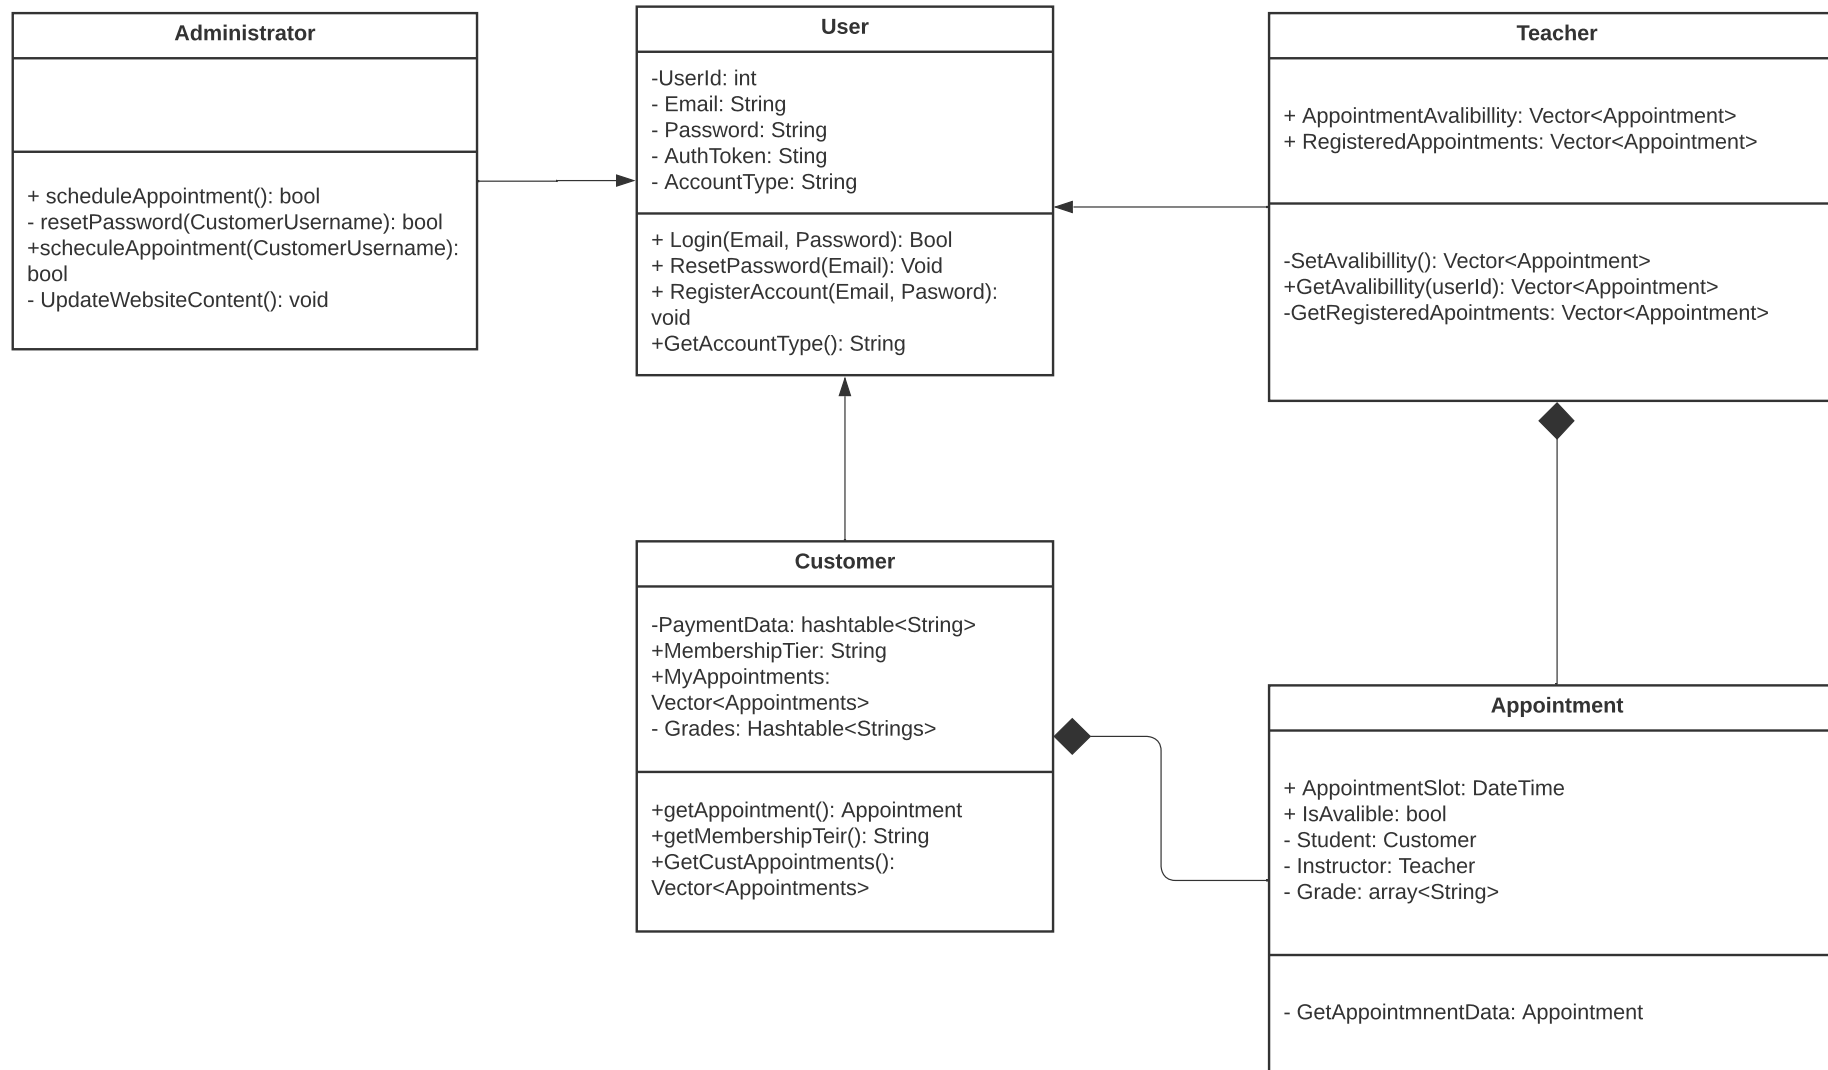 Administrator
+ scheduleAppointment(): bool
- resetPassword(CustomerUsername): bool
+scheculeAppointment(CustomerUsername):
bool
- UpdateWebsiteContent(): void
User
-UserId: int
- Email: String
- Password: String
- AuthToken: Sting
- AccountType: String
+ Login(Email, Password): Bool
+ ResetPassword(Email): Void
+ RegisterAccount(Email, Pasword):
void
+GetAccountType(): String
Teacher
+ AppointmentAvalibillity: Vector<Appointment>
+ RegisteredAppointments: Vector<Appointment>
-SetAvalibillity(): Vector<Appointment>
+GetAvalibillity(userId): Vector<Appointment>
-GetRegisteredApointments: Vector<Appointment>
Customer
-PaymentData: hashtable<String>
+MembershipTier: String
+MyAppointments:
Vector<Appointments>
- Grades: Hashtable<Strings>
+getAppointment(): Appointment
+getMembershipTeir(): String
+GetCustAppointments():
Vector<Appointments>
Appointment
+ AppointmentSlot: DateTime
+ IsAvalible: bool
- Student: Customer
- Instructor: Teacher
- Grade: array<String>
- GetAppointmnentData: Appointment